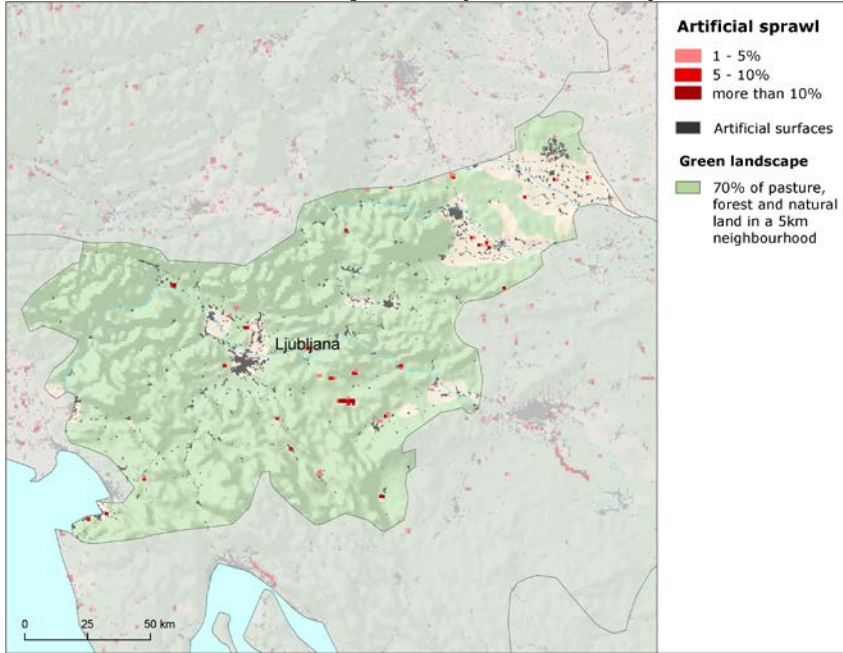 Artificial sprawl
1 - 5%
5 - 10%
more than 10%
Artificial surfaces
Green landscape
70% of pasture,
forest and natural
land in a 5km
neighbourhood
Ljubljana
0 25 50 km